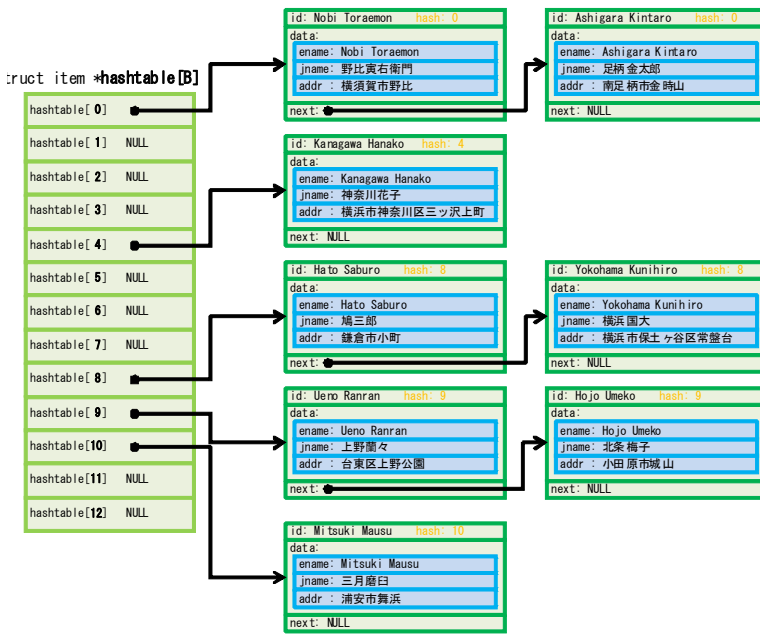 truct item *hashtable[B]
hashtable[ 0]
hashtable[ 1] NULL
hashtable[ 2] NULL
hashtable[ 3] NULL
hashtable[ 4]
hashtable[ 5] NULL
hashtable[ 6] NULL
hashtable[ 7] NULL
hashtable[ 8]
hashtable[ 9]
hashtable[10]
hashtable[11] NULL
hashtable[12] NULL
id: Nobi Toraemon hash: 0
data:
ename: Nobi Toraemon
jname: 野比寅右衛門
addr : 横須賀市野比
next:
id: Ashigara Kintaro hash: 0
data:
ename: Ashigara Kintaro
jname: 足柄金太郎
addr : 南足柄市金時山
next: NULL
id: Kanagawa Hanako hash: 4
data:
ename: Kanagawa Hanako
jname: 神奈川花子
addr : 横浜市神奈川区三ッ沢上町
next: NULL
id: Hato Saburo hash: 8
data:
ename: Hato Saburo
jname: 鳩三郎
addr : 鎌倉市小町
next:
id: Yokohama Kunihiro hash: 8
data:
ename: Yokohama Kunihiro
jname: 横浜国大
addr : 横浜市保土ヶ谷区常盤台
next: NULL
id: Ueno Ranran hash: 9
data:
ename: Ueno Ranran
jname: 上野蘭々
addr : 台東区上野公園
next:
id: Hojo Umeko hash: 9
data:
ename: Hojo Umeko
jname: 北条梅子
addr : 小田原市城山
next: NULL
id: Mitsuki Mausu hash: 10
data:
ename: Mitsuki Mausu
jname: 三月磨臼
addr : 浦安市舞浜
next: NULL